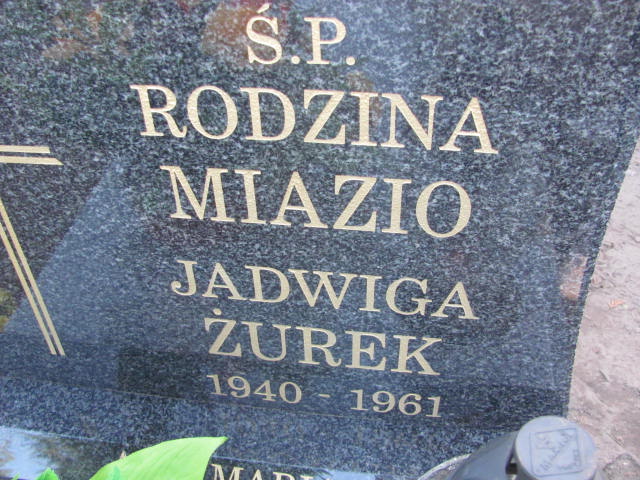 Ś.P.
RODZINA
MIAZIO
JADWIGA
ŻUREK
1940 - 1961